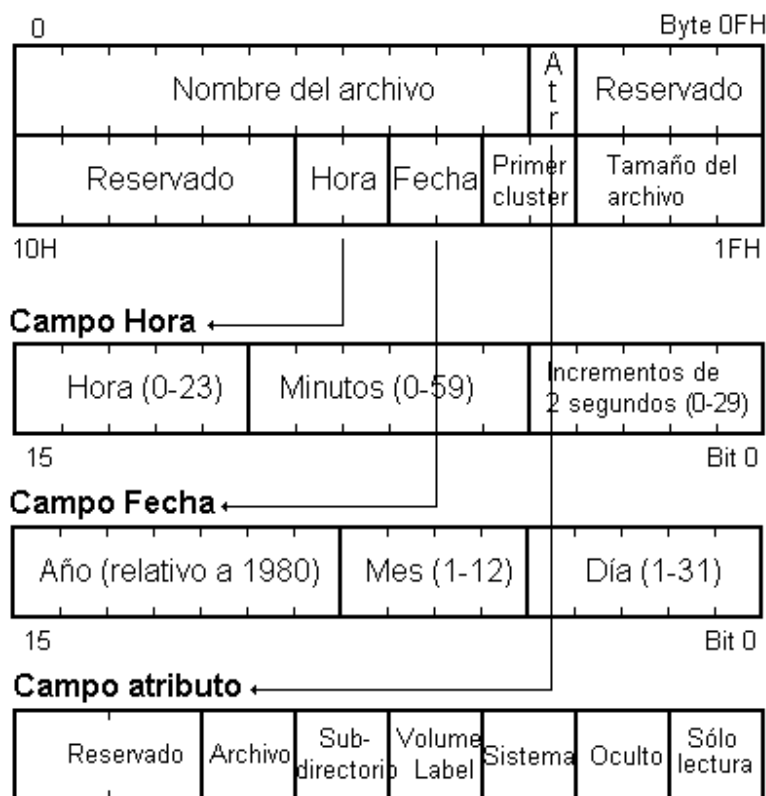 0 Byte 0FH
Nombre del archivo Atr Reservado
Reservado Hora Fecha Primer cluster Tamaño del archivo
10H 1FH
Campo Hora
Hora (0-23) Minutos (0-59) Incrementos de 2 segundos (0-29)
15 Bit 0
Campo Fecha
Año (relativo a 1980) Mes (1-12) Día (1-31)
15 Bit 0
Campo atributo
Reservado Archivo Sub-directorio Volume Label Sistema Oculto Sólo lectura